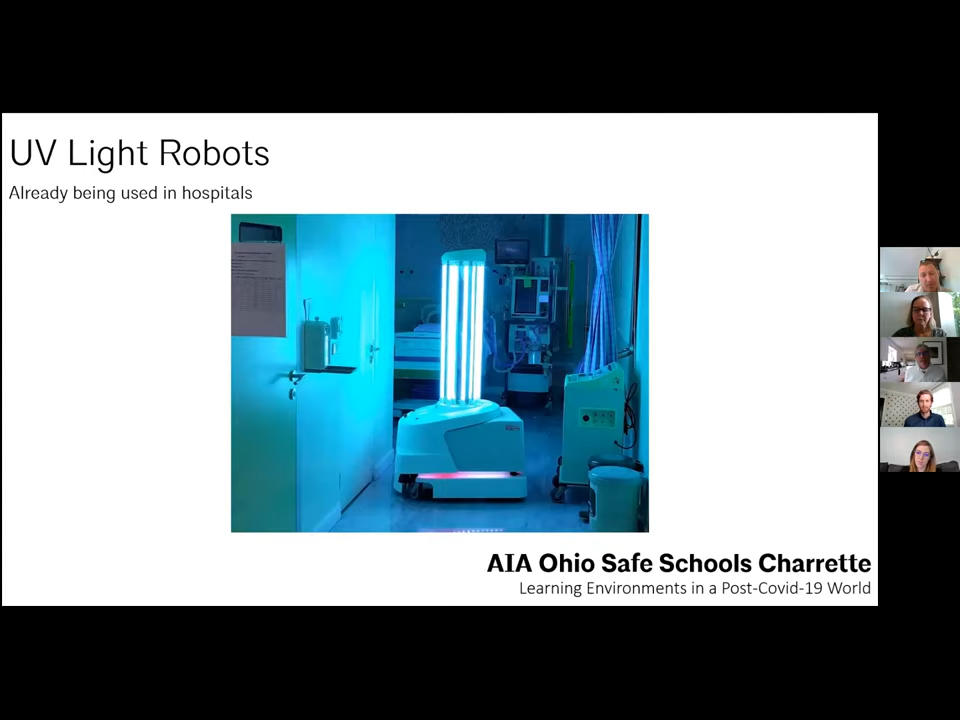 UV Light Robots
Already being used in hospitals
AIA Ohio Safe Schools Charrette
Learning Environments in a Post-Covid-19 World